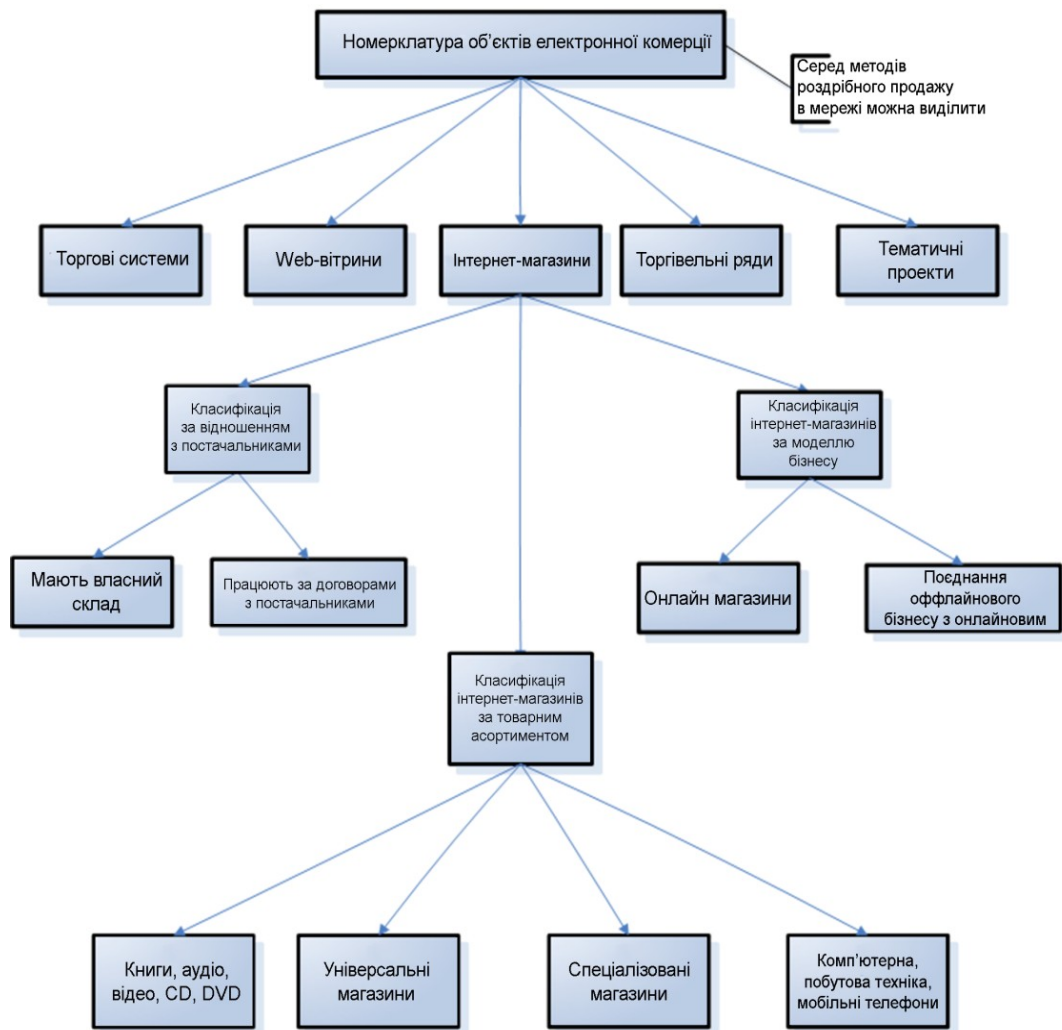 Номерклатура об’єктів електронної комерції
Серед методів
роздрібного продажу
в мережі можна виділити
Торгові системи
Web-вітрини
Інтернет-магазини
Торгівельні ряди
Тематичні
проекти
Класифікація
за відношенням
з постачальниками
Класифікація
інтернет-магазинів
за моделлю
бізнесу
Мають власний
склад
Працюють за договорами
з постачальниками
Онлайн магазини
Поєднання
оффлайнового
бізнесу з онлайновим
Класифікація
інтернет-магазинів
за товарним
асортиментом
Книги, аудіо,
відео, CD, DVD
Універсальні
магазини
Спеціалізовані
магазини
Комп’ютерна,
побутова техніка,
мобільні телефони